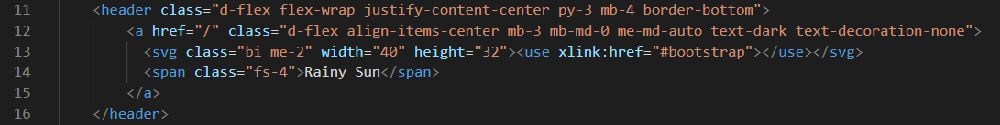 11 <header class="d-flex flex-wrap justify-content-center py-3 mb-4 border-bottom">
12 <a href="/" class="d-flex align-items-center mb-3 mb-md-0 me-md-auto text-dark text-decoration-none">
13 <svg class="bi me-2" width="40" height="32"><use xlink:href="#bootstrap"></use></svg>
14 <span class="fs-4">Rainy Sun</span>
15 </a>
16 </header>